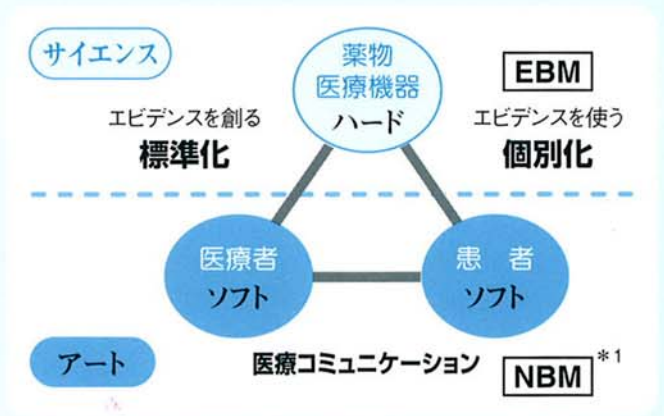 サイエンス
薬物
医療機器
ハード
EBM
エビデンスを創る
標準化
エビデンスを使う
個別化
医療者
ソフト
患者
ソフト
アート
医療コミュニケーション
NBM*1